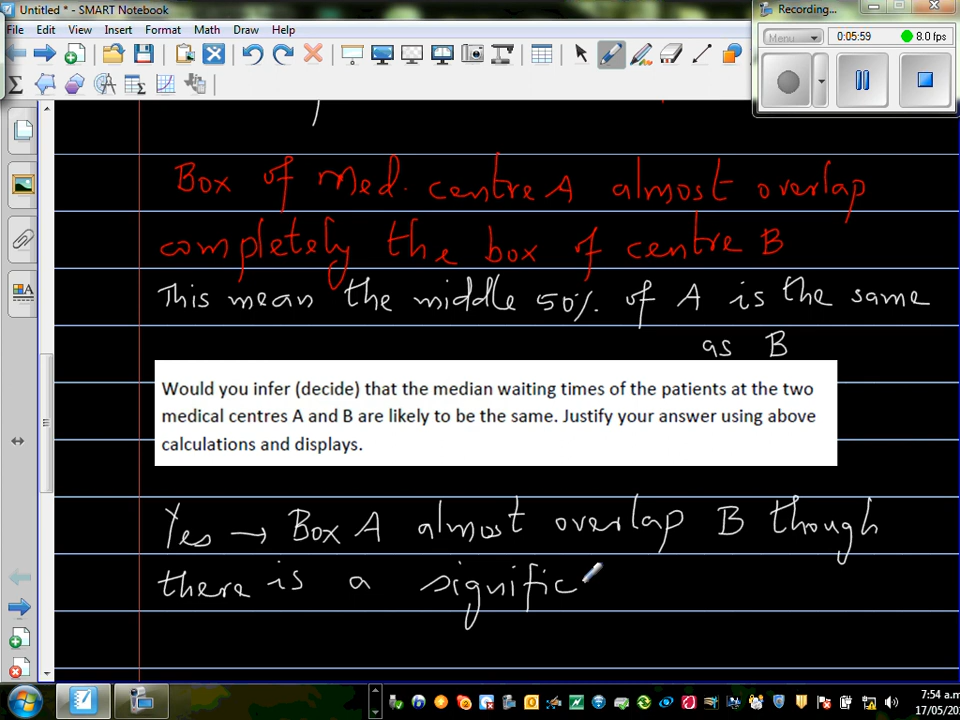 Untitled * - SMART Notebook
File Edit View Insert Format Math Draw Help
Recording...
Menu 0:05:59 8.0 fps
Box of Med. centre A almost overlap
completely the box of centre B
This mean the middle 50% of A is the same
as B
Would you infer (decide) that the median waiting times of the patients at the two
medical centres A and B are likely to be the same. Justify your answer using above
calculations and displays.
Yes → Box A almost overlap B though
there is a signific
7:54 a.m
17/05/20